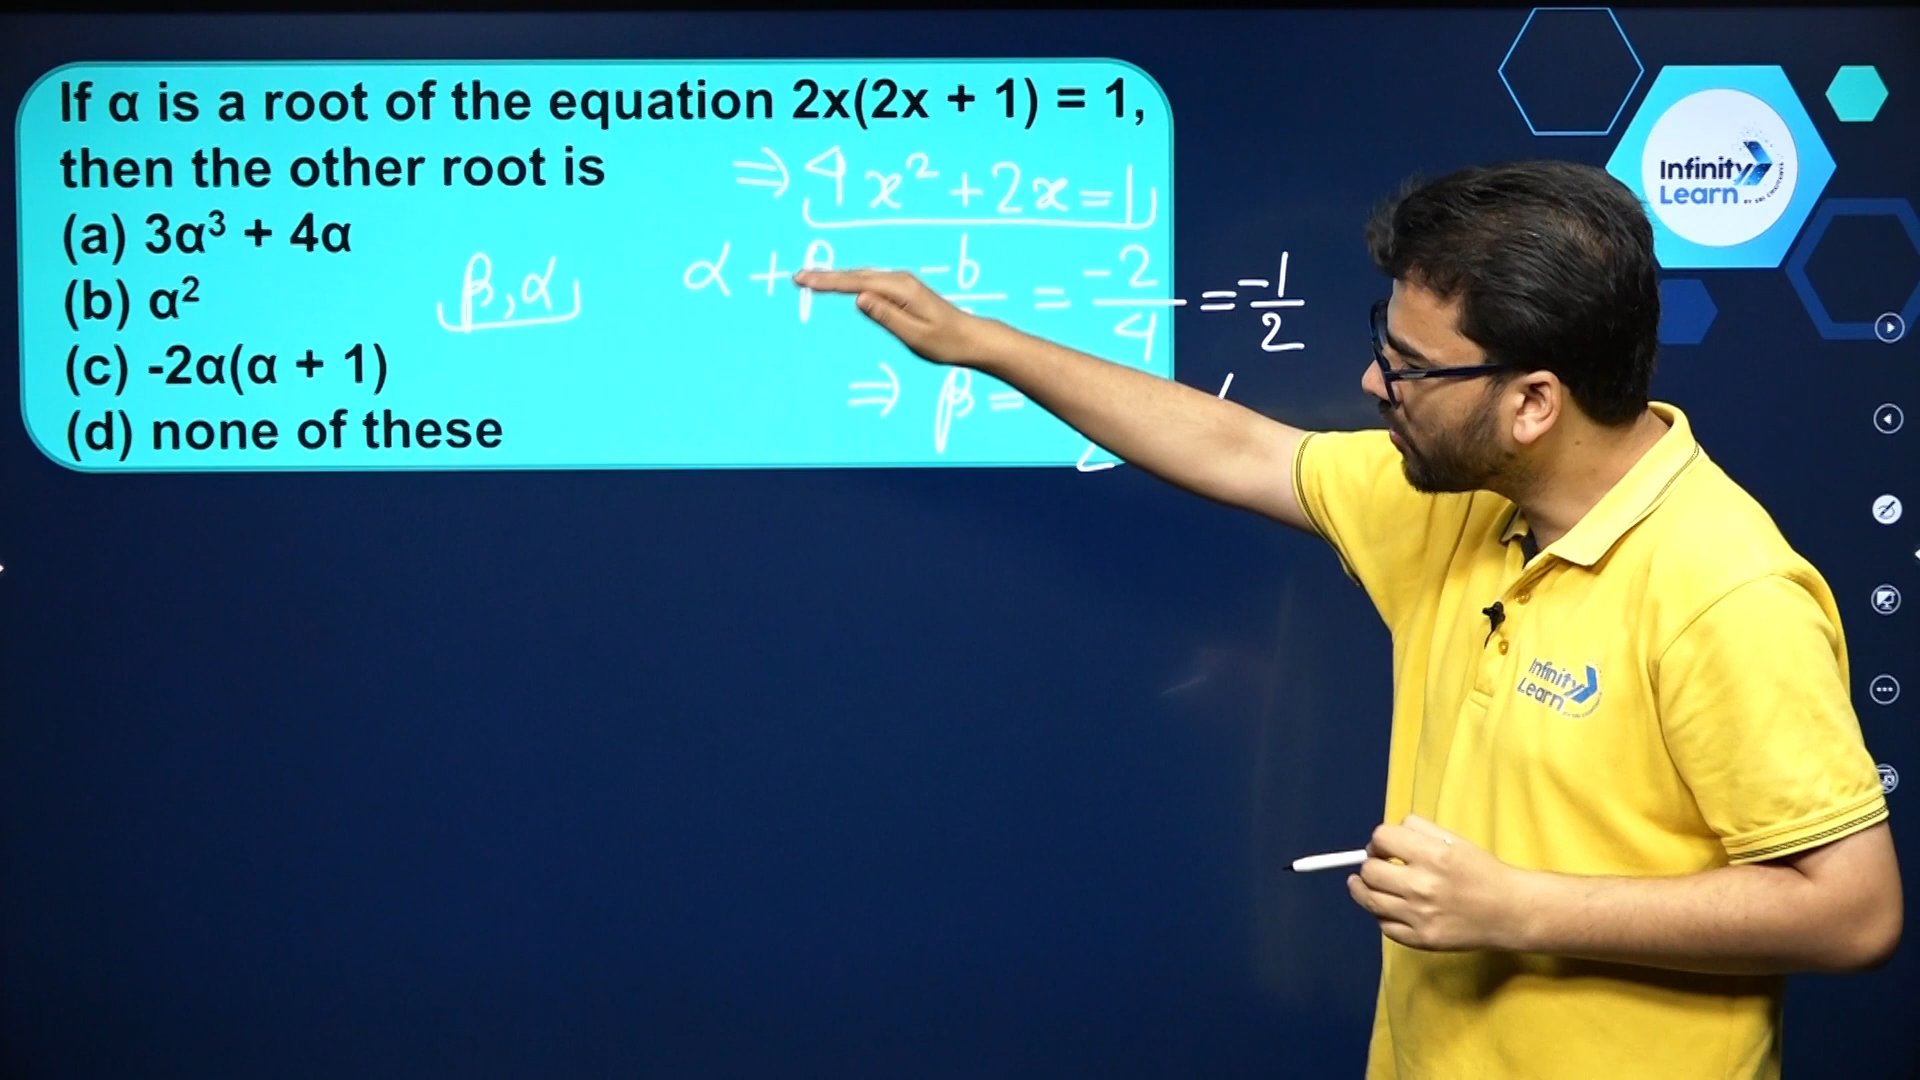 If α is a root of the equation 2x(2x + 1) = 1,
then the other root is
(a) 3α³ + 4α
(b) α²
(c) -2α(α + 1)
(d) none of these
⇒ 4x² + 2x = 1
β, α
α + β = -b = -2/4 = -1/2
⇒ β =
Infinity
Learn
Infinity
Learn